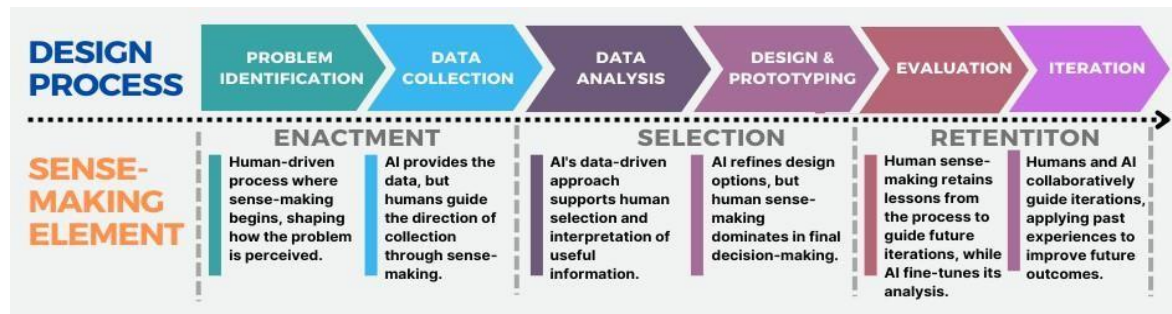 DESIGN
PROCESS
PROBLEM
IDENTIFICATION
DATA
COLLECTION
DATA
ANALYSIS
DESIGN &
PROTOTYPING
EVALUATION
ITERATION
SENSE-
MAKING
ELEMENT
ENACTMENT
Human-driven
process where
sense-making
begins, shaping
how the problem
is perceived.
AI provides the
data, but
humans guide
the direction of
collection
through sense-
making.
SELECTION
AI's data-driven
approach
supports human
selection and
interpretation of
useful
information.
AI refines design
options, but
human sense-
making
dominates in final
decision-making.
RETENTITON
Human sense-
making retains
lessons from
the process to
guide future
iterations, while
AI fine-tunes its
analysis.
Humans and AI
collaboratively
guide iterations,
applying past
experiences to
improve future
outcomes.